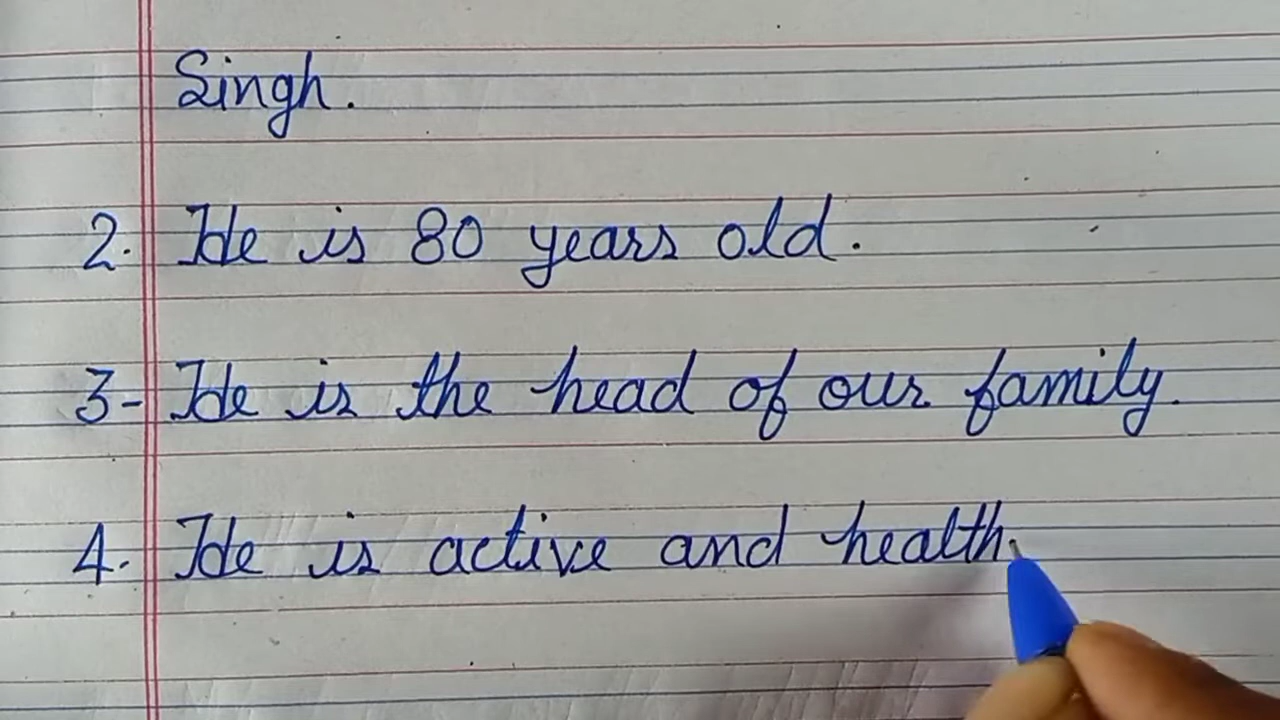 Singh.
2. He is 80 years old.
3- He is the head of our family.
4. He is active and health